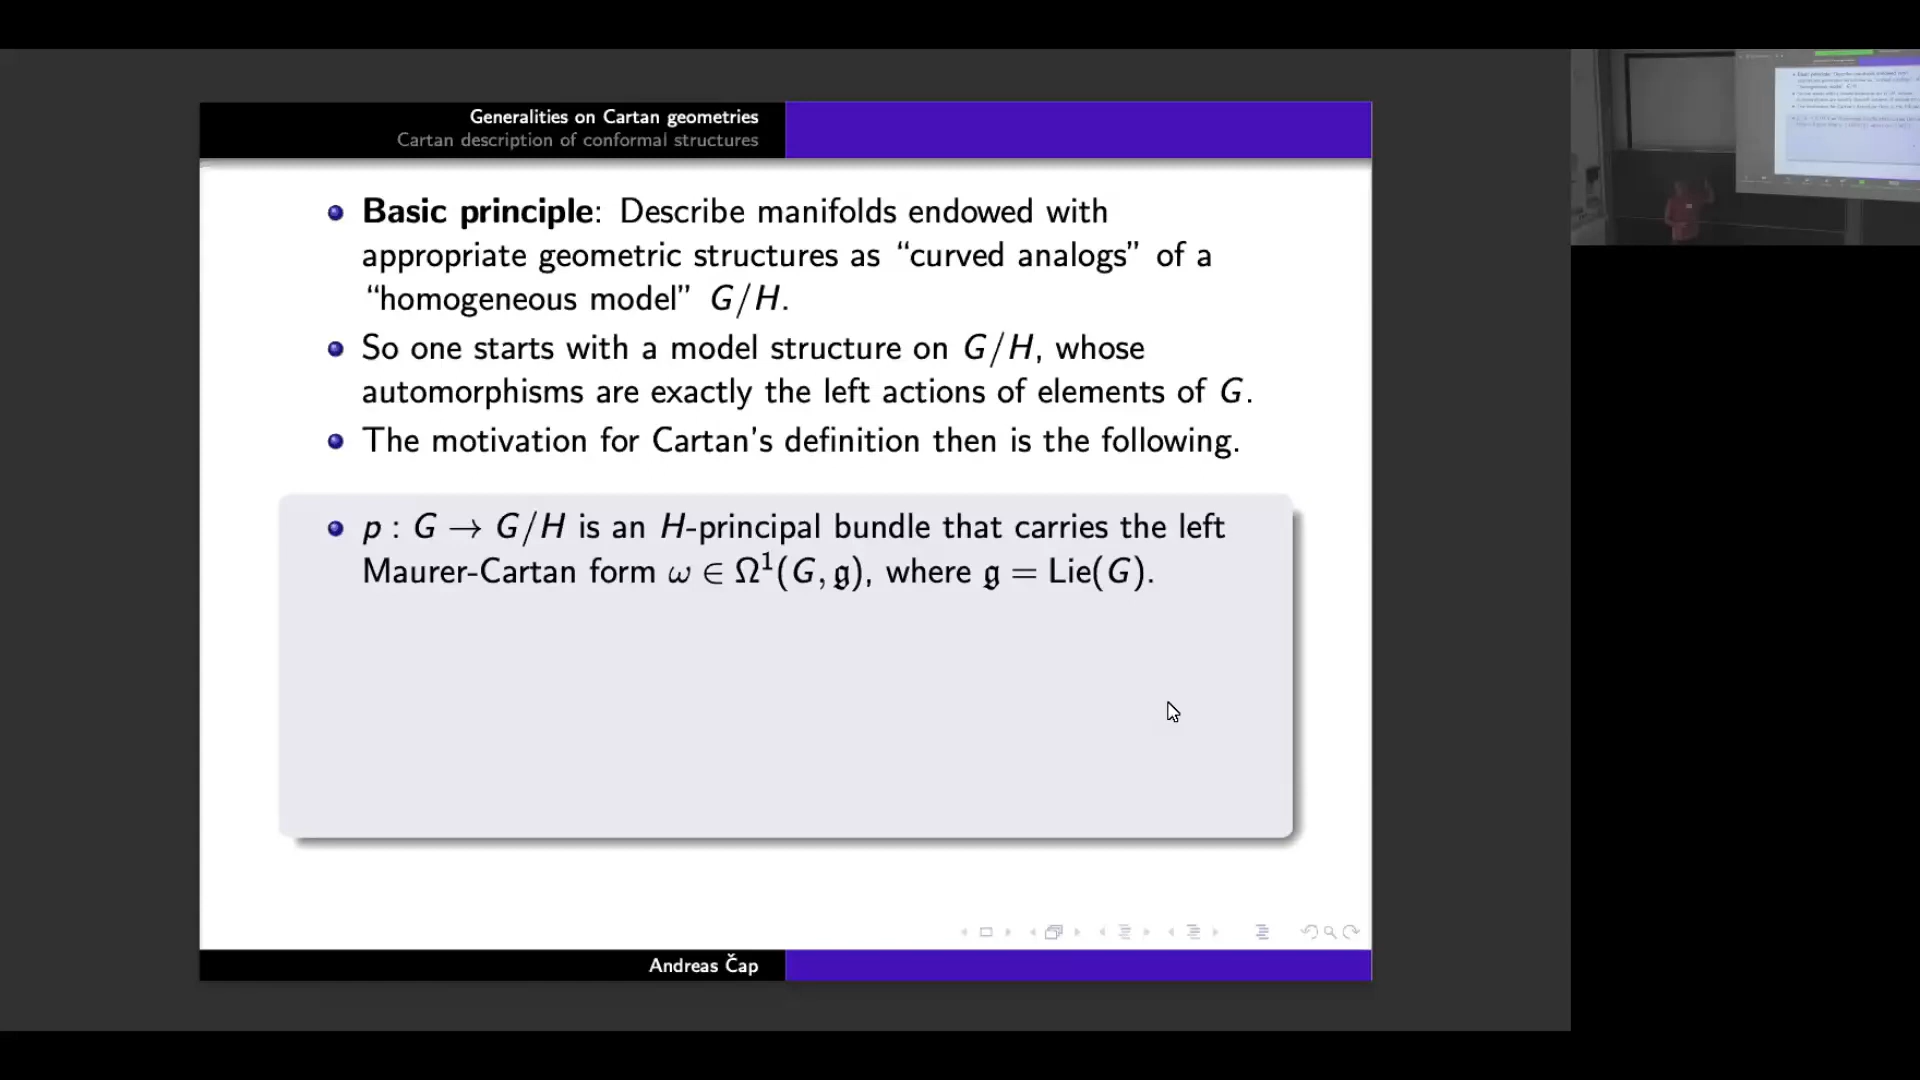 Generalities on Cartan geometries
Cartan description of conformal structures
Basic principle: Describe manifolds endowed with
appropriate geometric structures as “curved analogs” of a
“homogeneous model” G/H.
So one starts with a model structure on G/H, whose
automorphisms are exactly the left actions of elements of G.
The motivation for Cartan's definition then is the following.
p : G → G/H is an H-principal bundle that carries the left
Maurer-Cartan form ω ∈ Ω¹(G, 𝔤), where 𝔤 = Lie(G).
Andreas Čap